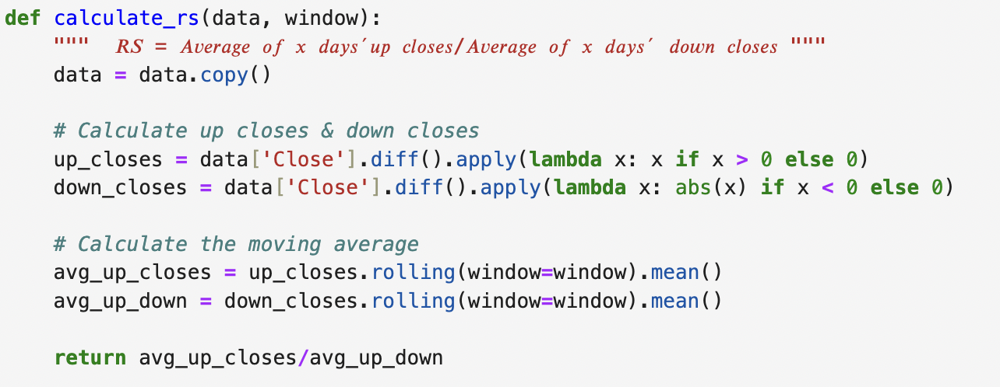 def calculate_rs(data, window):
    """  RS = Average of x days´up closes/Average of x days´ down closes """
    data = data.copy()

    # Calculate up closes & down closes
    up_closes = data['Close'].diff().apply(lambda x: x if x > 0 else 0)
    down_closes = data['Close'].diff().apply(lambda x: abs(x) if x < 0 else 0)

    # Calculate the moving average
    avg_up_closes = up_closes.rolling(window=window).mean()
    avg_up_down = down_closes.rolling(window=window).mean()

    return avg_up_closes/avg_up_down